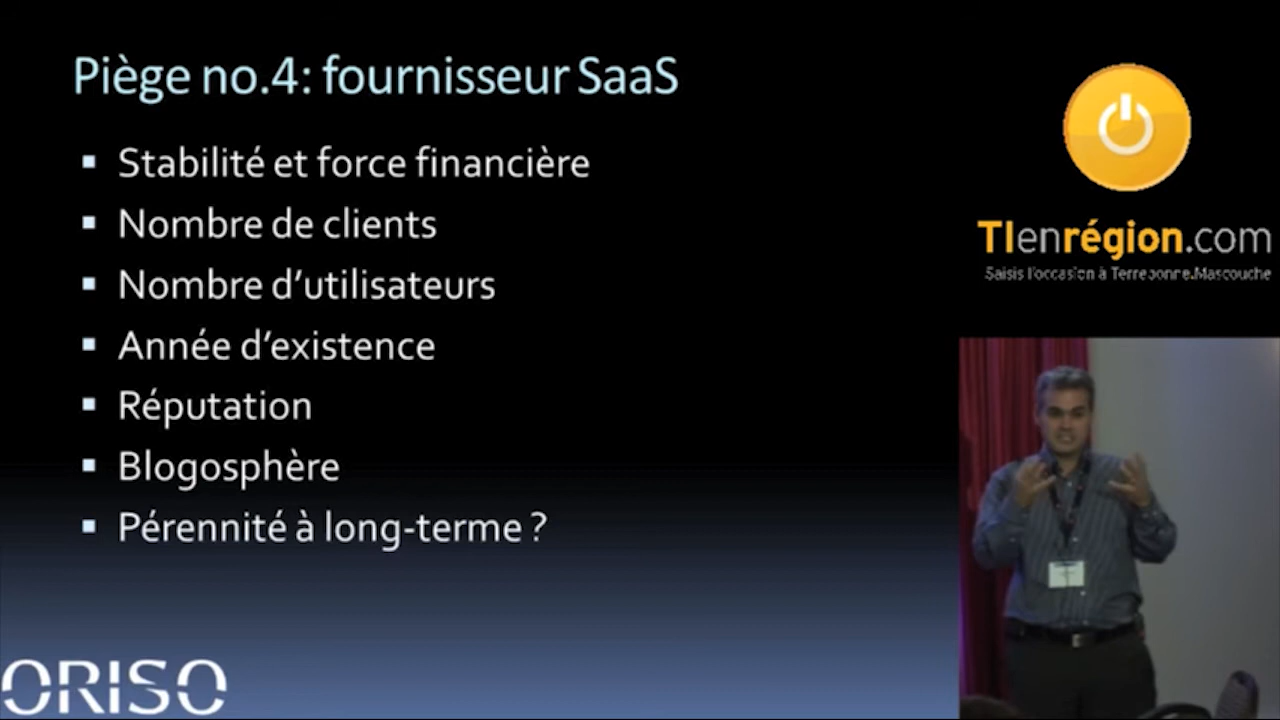 Piège no.4: fournisseur SaaS
Stabilité et force financière
Nombre de clients
Nombre d’utilisateurs
Année d’existence
Réputation
Blogosphère
Pérennité à long-terme ?
TIenrégion.com
Saisis l'occasion à Terrebonne.Mascouche
ORISO